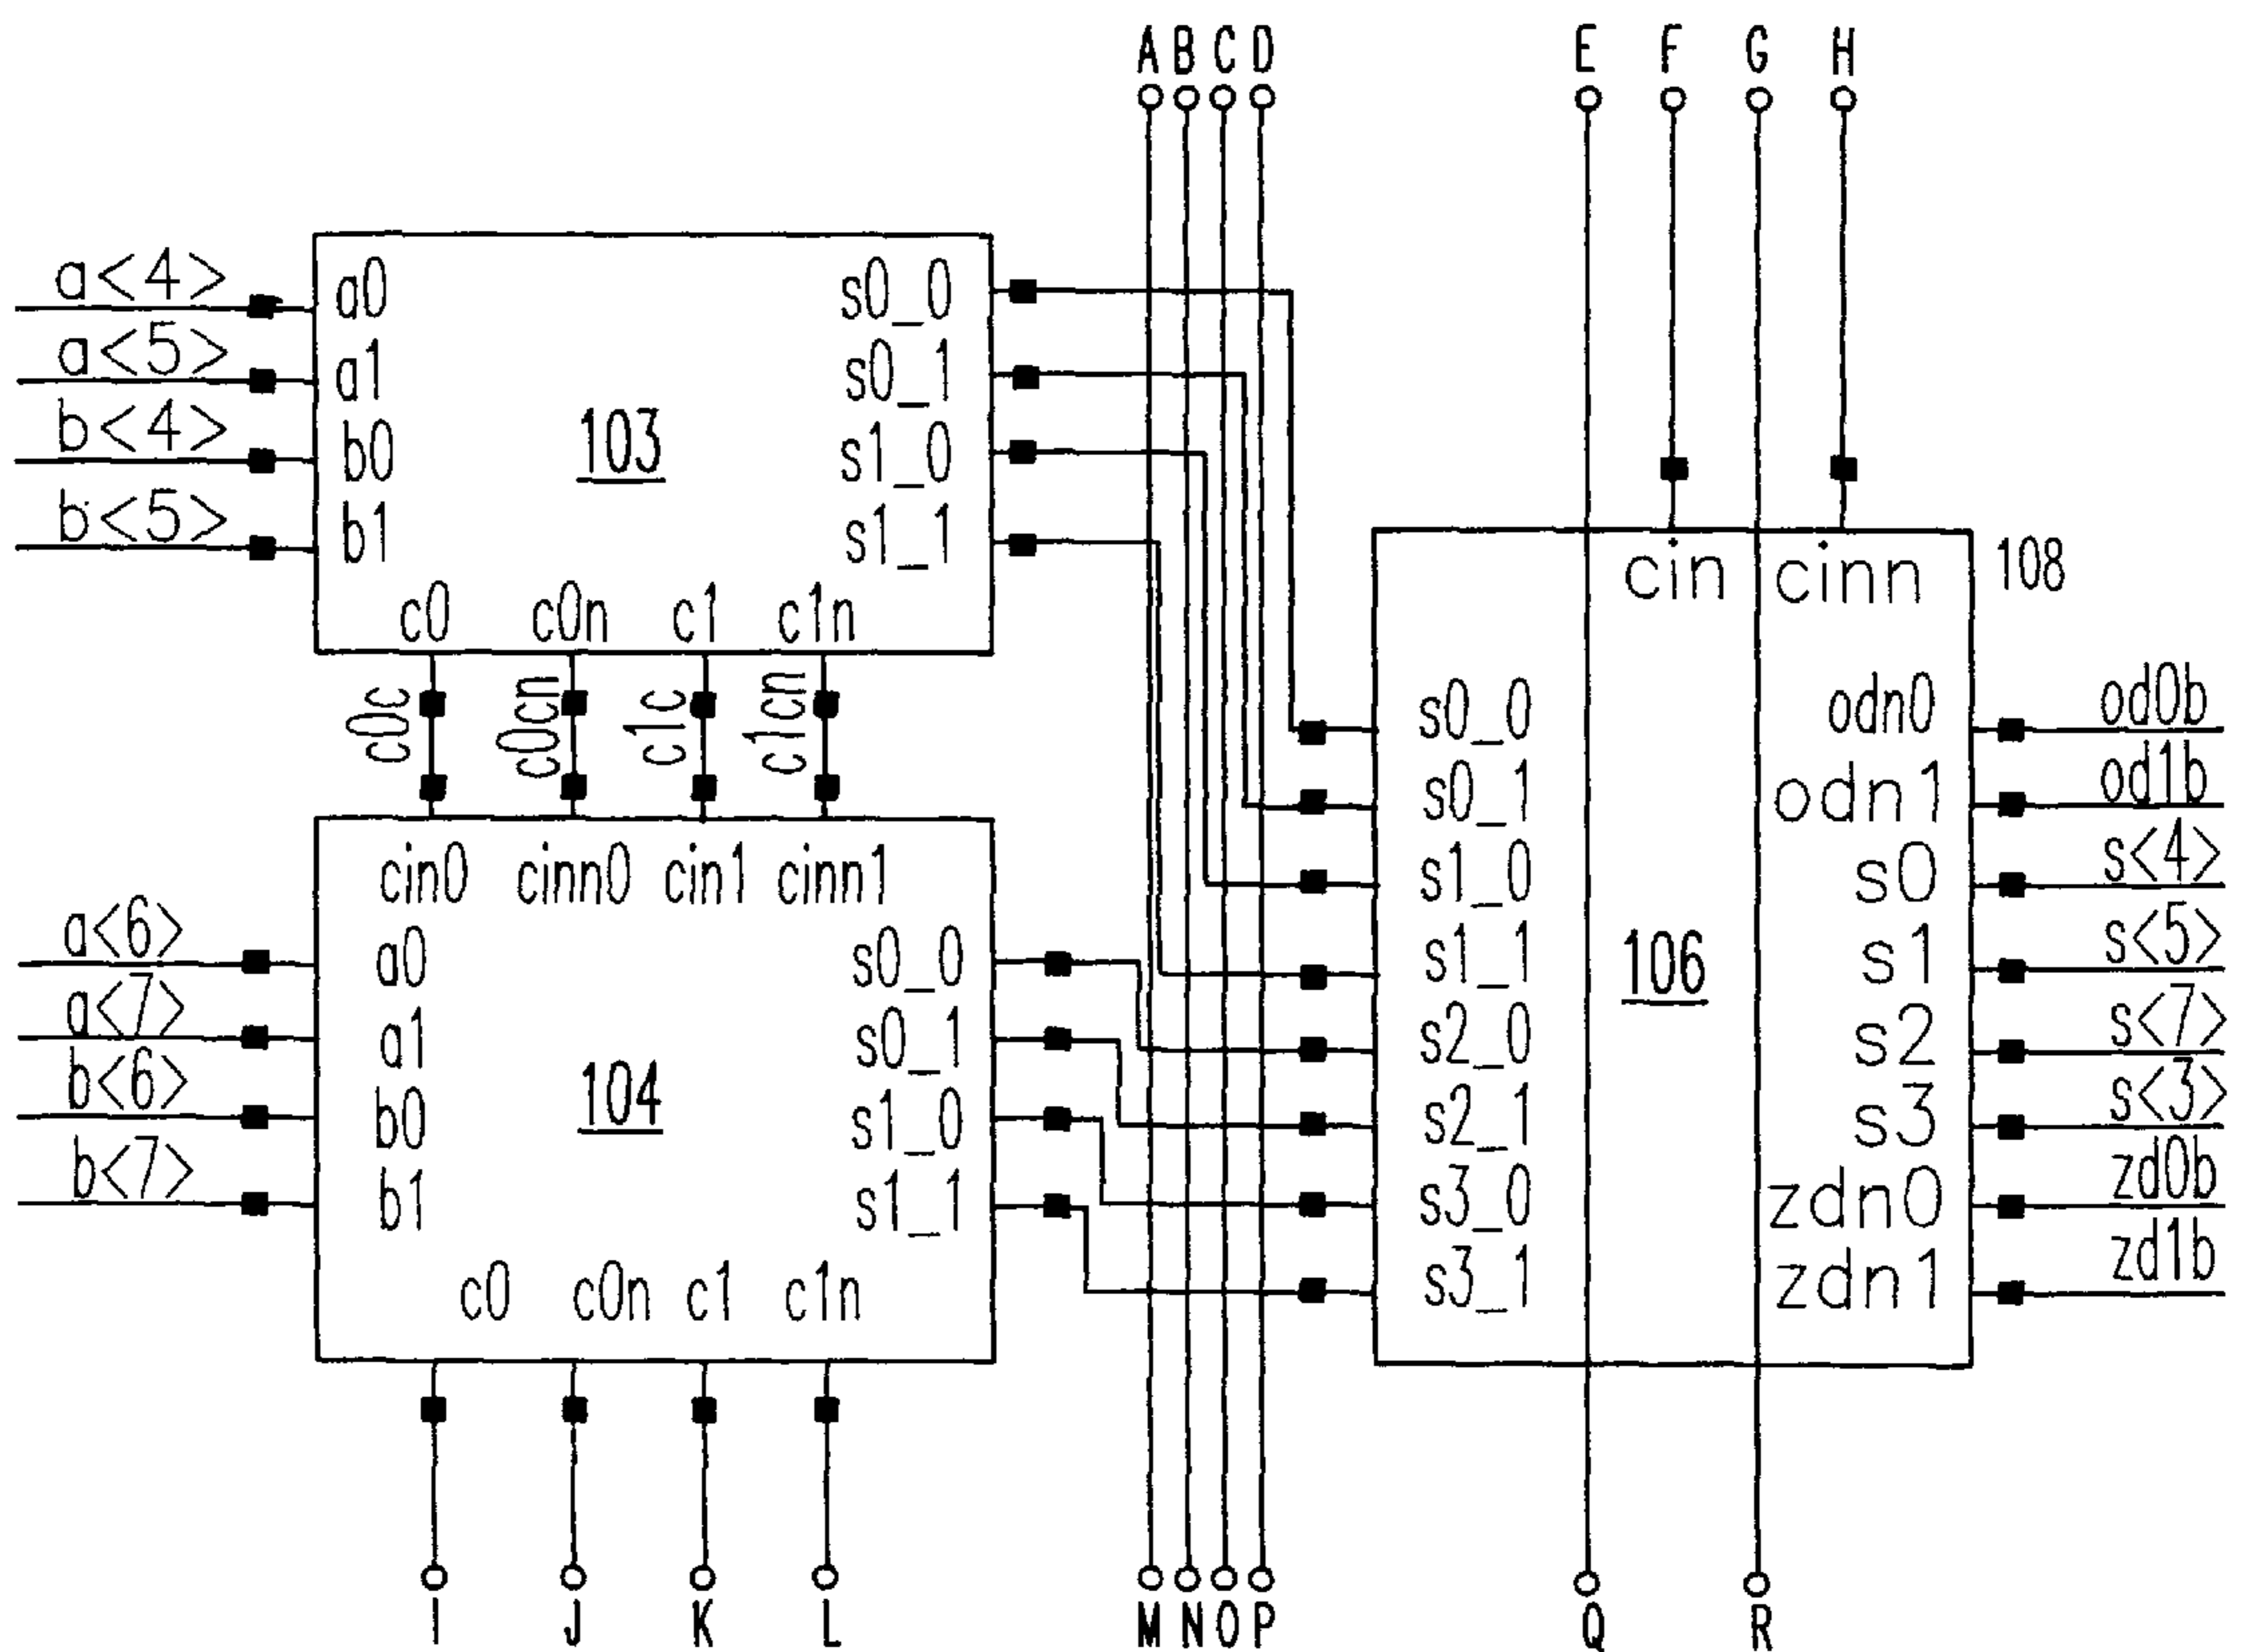 A B C D E F G H
a<4> a0 s0_0
a<5> a1 s0_1
b<4> b0 103 s1_0
b<5> b1 s1_1
c0 c0n c1 c1n
c0c c0cn c1c c1cn
cin0 cinn0 cin1 cinn1
a<6> a0 s0_0
a<7> a1 s0_1
b<6> b0 104 s1_0
b<7> b1 s1_1
c0 c0n c1 c1n
I J K L
cin cinn 108
s0_0 odn0 od0b
s0_1 odn1 od1b
s1_0 s0 s<4>
s1_1 106 s1 s<5>
s2_0 s2 s<7>
s2_1 s3 s<3>
s3_0 zdn0 zd0b
s3_1 zdn1 zd1b
M N O P Q R